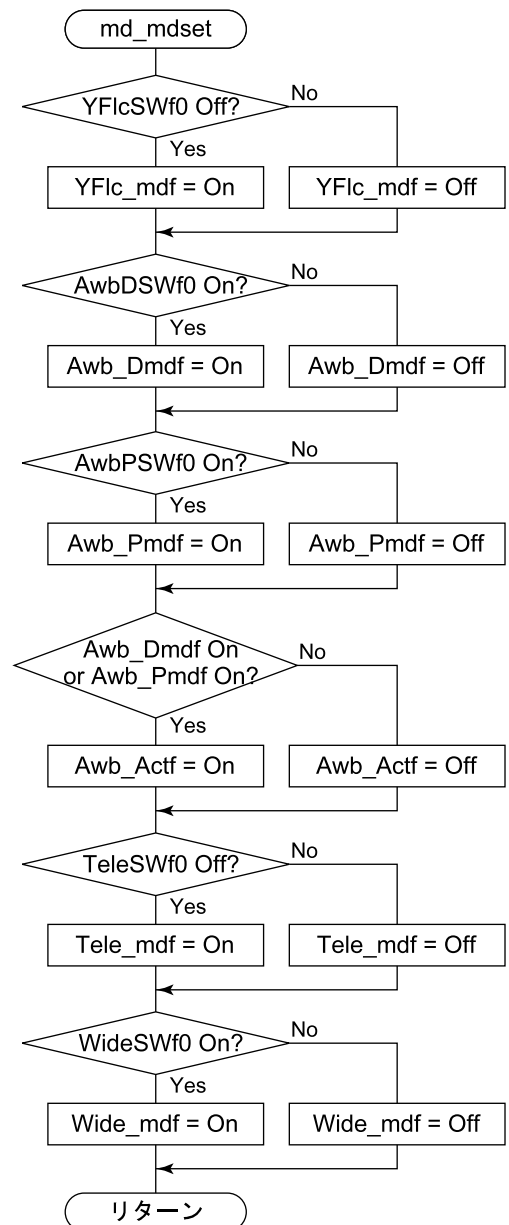 md_mdset
YFlcSWf0 Off?
No
Yes
YFlc_mdf = On
YFlc_mdf = Off
AwbDSWf0 On?
No
Yes
Awb_Dmdf = On
Awb_Dmdf = Off
AwbPSWf0 On?
No
Yes
Awb_Pmdf = On
Awb_Pmdf = Off
Awb_Dmdf On
or Awb_Pmdf On?
No
Yes
Awb_Actf = On
Awb_Actf = Off
TeleSWf0 Off?
No
Yes
Tele_mdf = On
Tele_mdf = Off
WideSWf0 On?
No
Yes
Wide_mdf = On
Wide_mdf = Off
リターン